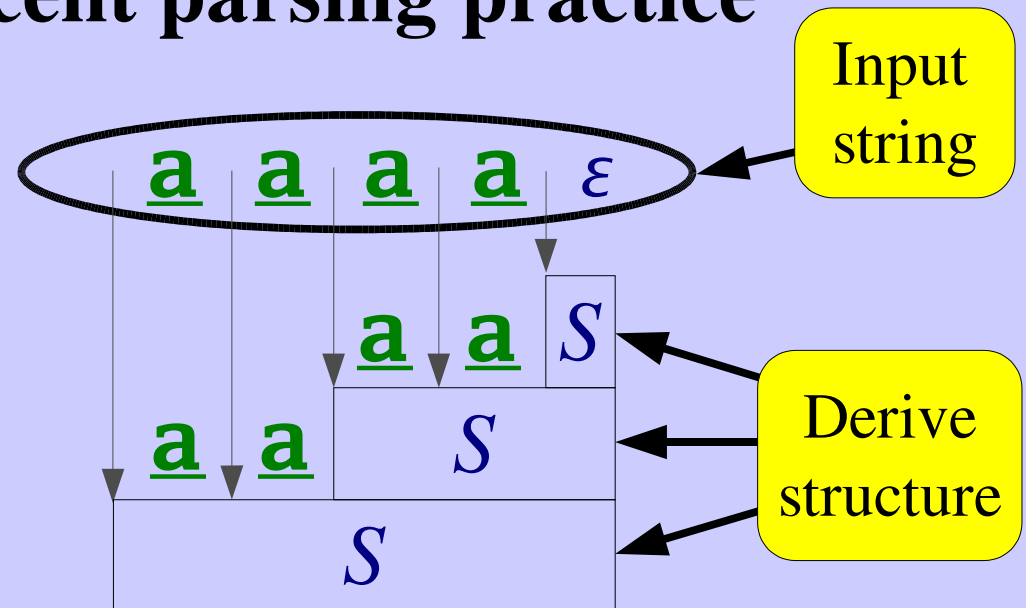 cent parsing practice
Input
string
a a a a ε
a a S
S
a a
S
Derive
structure